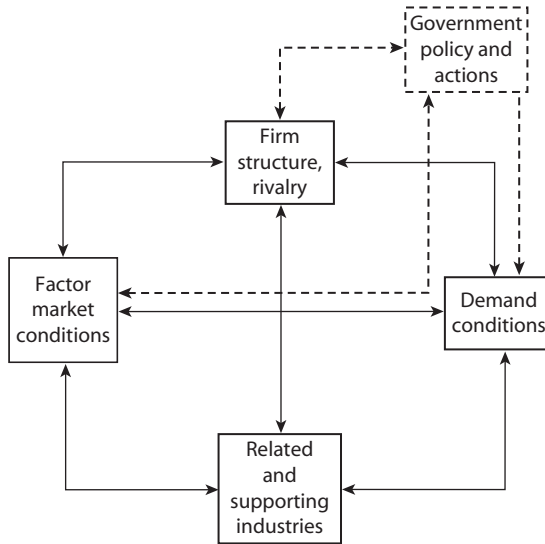 Government
policy and
actions
Firm
structure,
rivalry
Factor
market
conditions
Demand
conditions
Related
and
supporting
industries